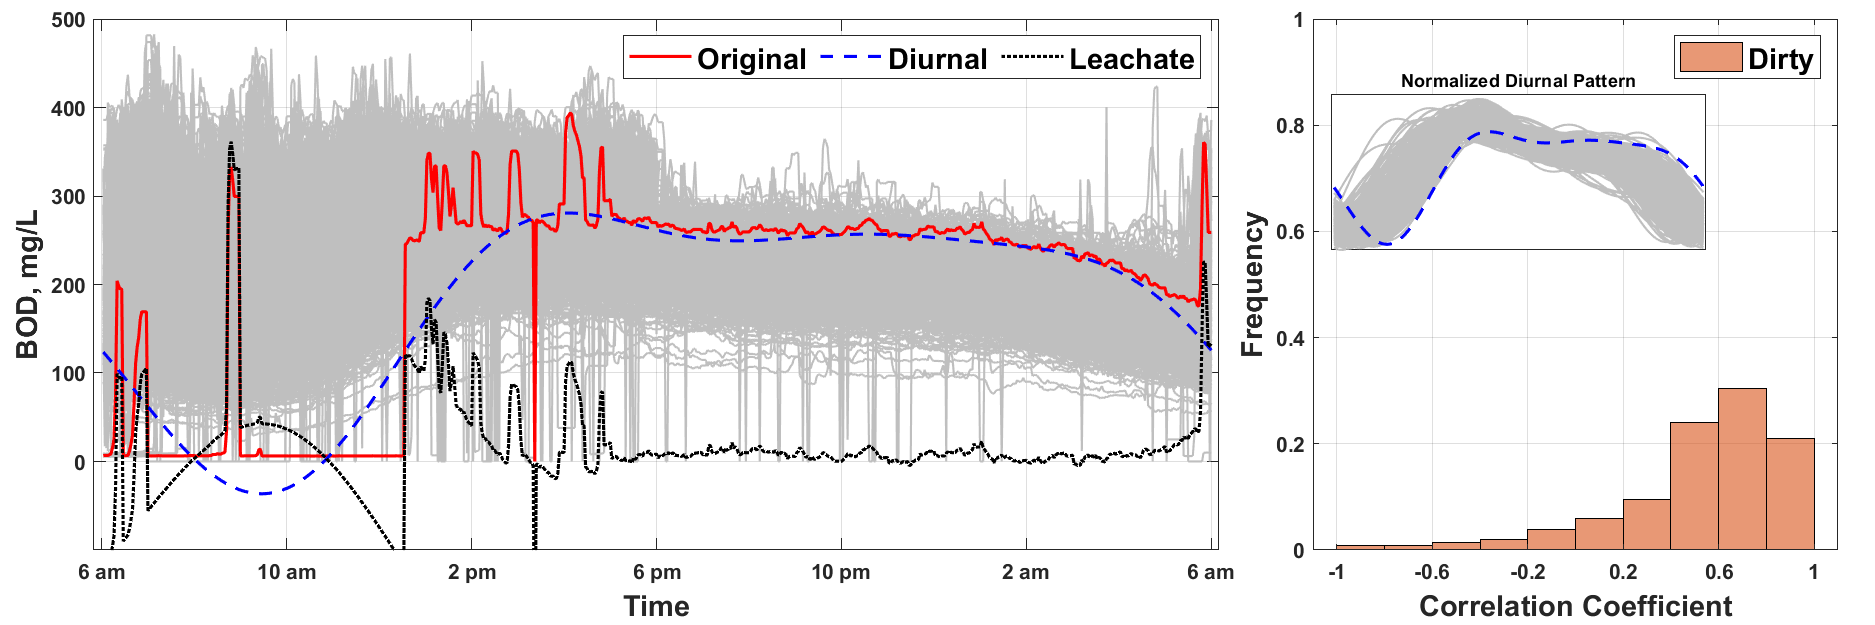 500
400
300
200
100
0
BOD, mg/L
Original Diurnal Leachate
6 am 10 am 2 pm 6 pm 10 pm 2 am 6 am
Time
1
0.8
0.6
0.4
0.2
0
Frequency
Dirty
Normalized Diurnal Pattern
-1 -0.6 -0.2 0.2 0.6 1
Correlation Coefficient